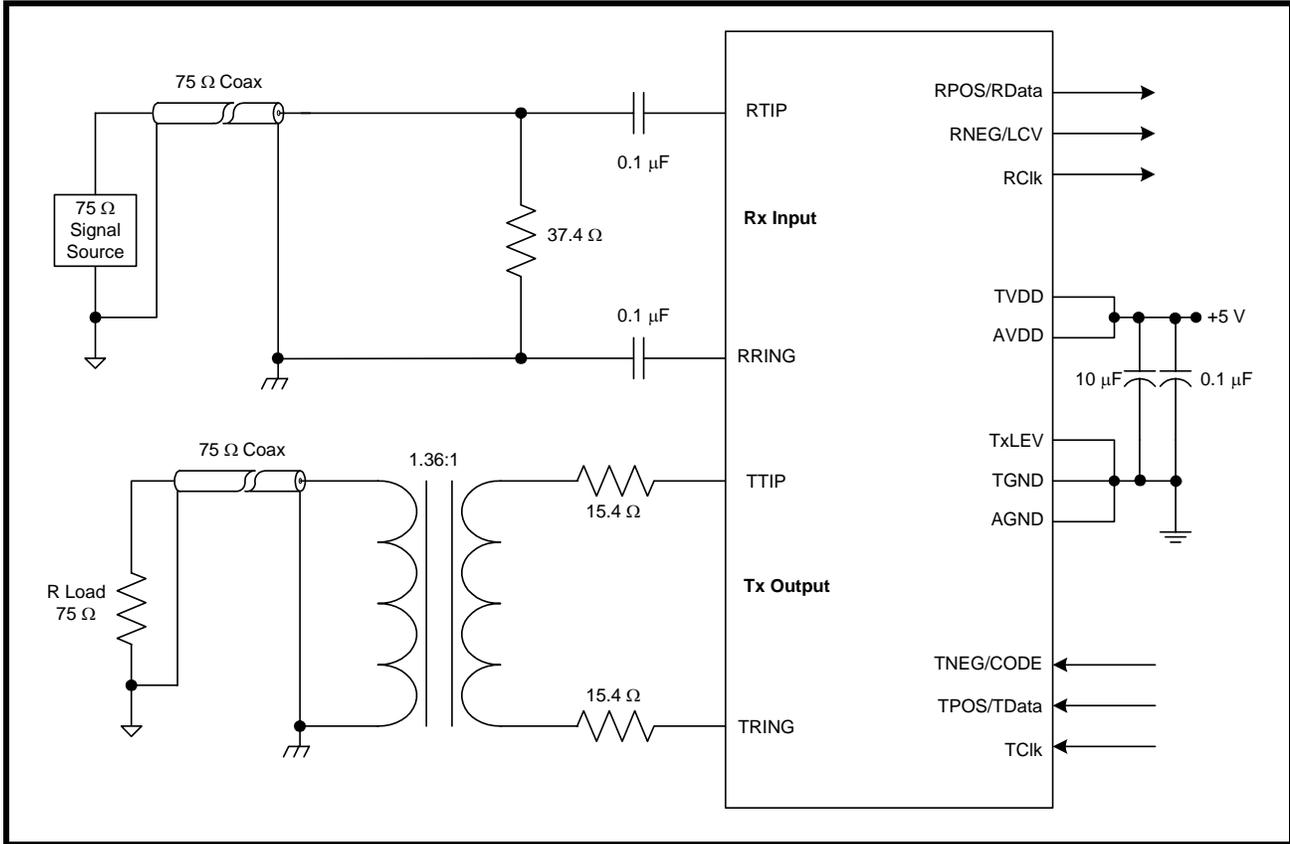 75 Ω Coax
75 Ω
Signal
Source
37.4 Ω
0.1 μF
0.1 μF
RTIP
Rx Input
RRING
75 Ω Coax
R Load
75 Ω
1.36:1
15.4 Ω
15.4 Ω
TTIP
Tx Output
TRING
RPOS/RData
RNEG/LCV
RClk
TVDD
AVDD
+5 V
10 μF
0.1 μF
TxLEV
TGND
AGND
TNEG/CODE
TPOS/TData
TClk